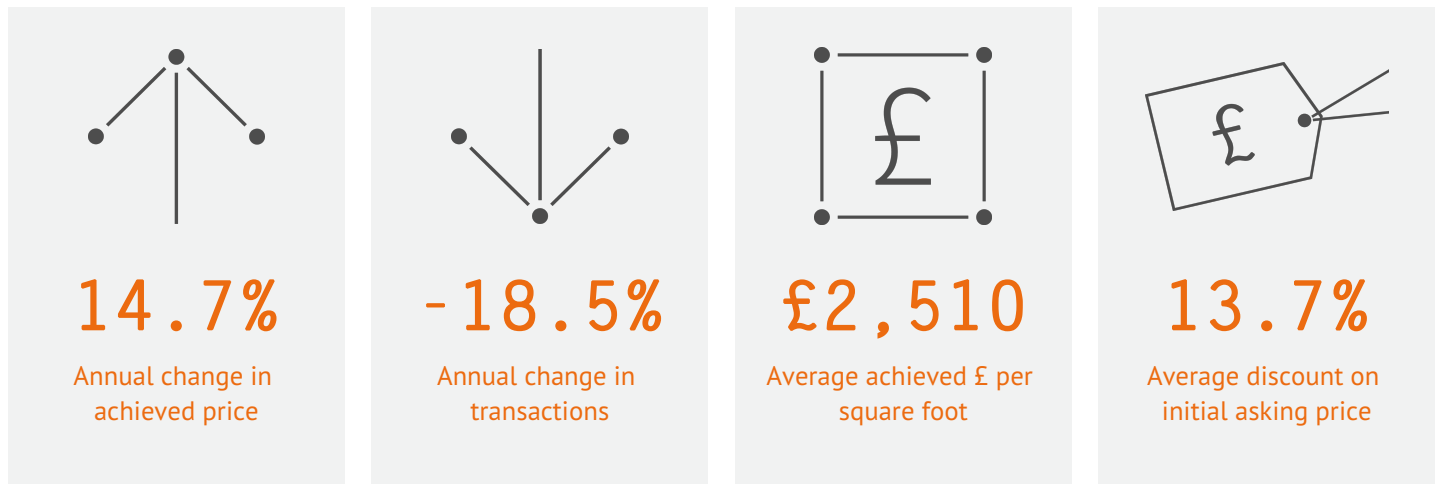 £
£
14.7%
Annual change in
achieved price
-18.5%
Annual change in
transactions
£2,510
Average achieved £ per
square foot
13.7%
Average discount on
initial asking price